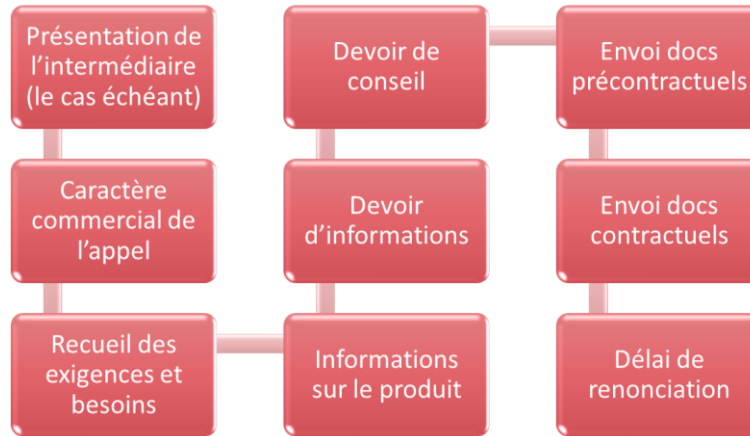 Présentation de
l'intermédiaire
(le cas échéant)
Caractère
commercial de
l'appel
Recueil des
exigences et
besoins
Informations
sur le produit
Devoir
d'informations
Devoir de
conseil
Envoi docs
précontractuels
Envoi docs
contractuels
Délai de
renonciation